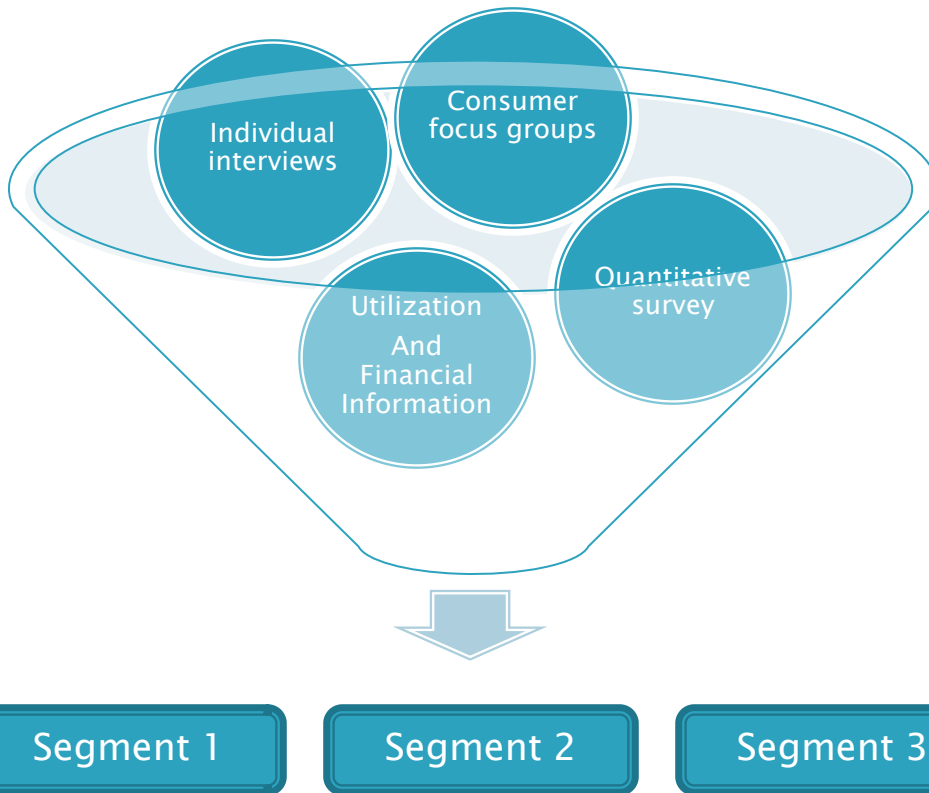 Individual
interviews
Consumer
focus groups
Utilization
And
Financial
Information
Quantitative
survey
Segment 1
Segment 2
Segment 3